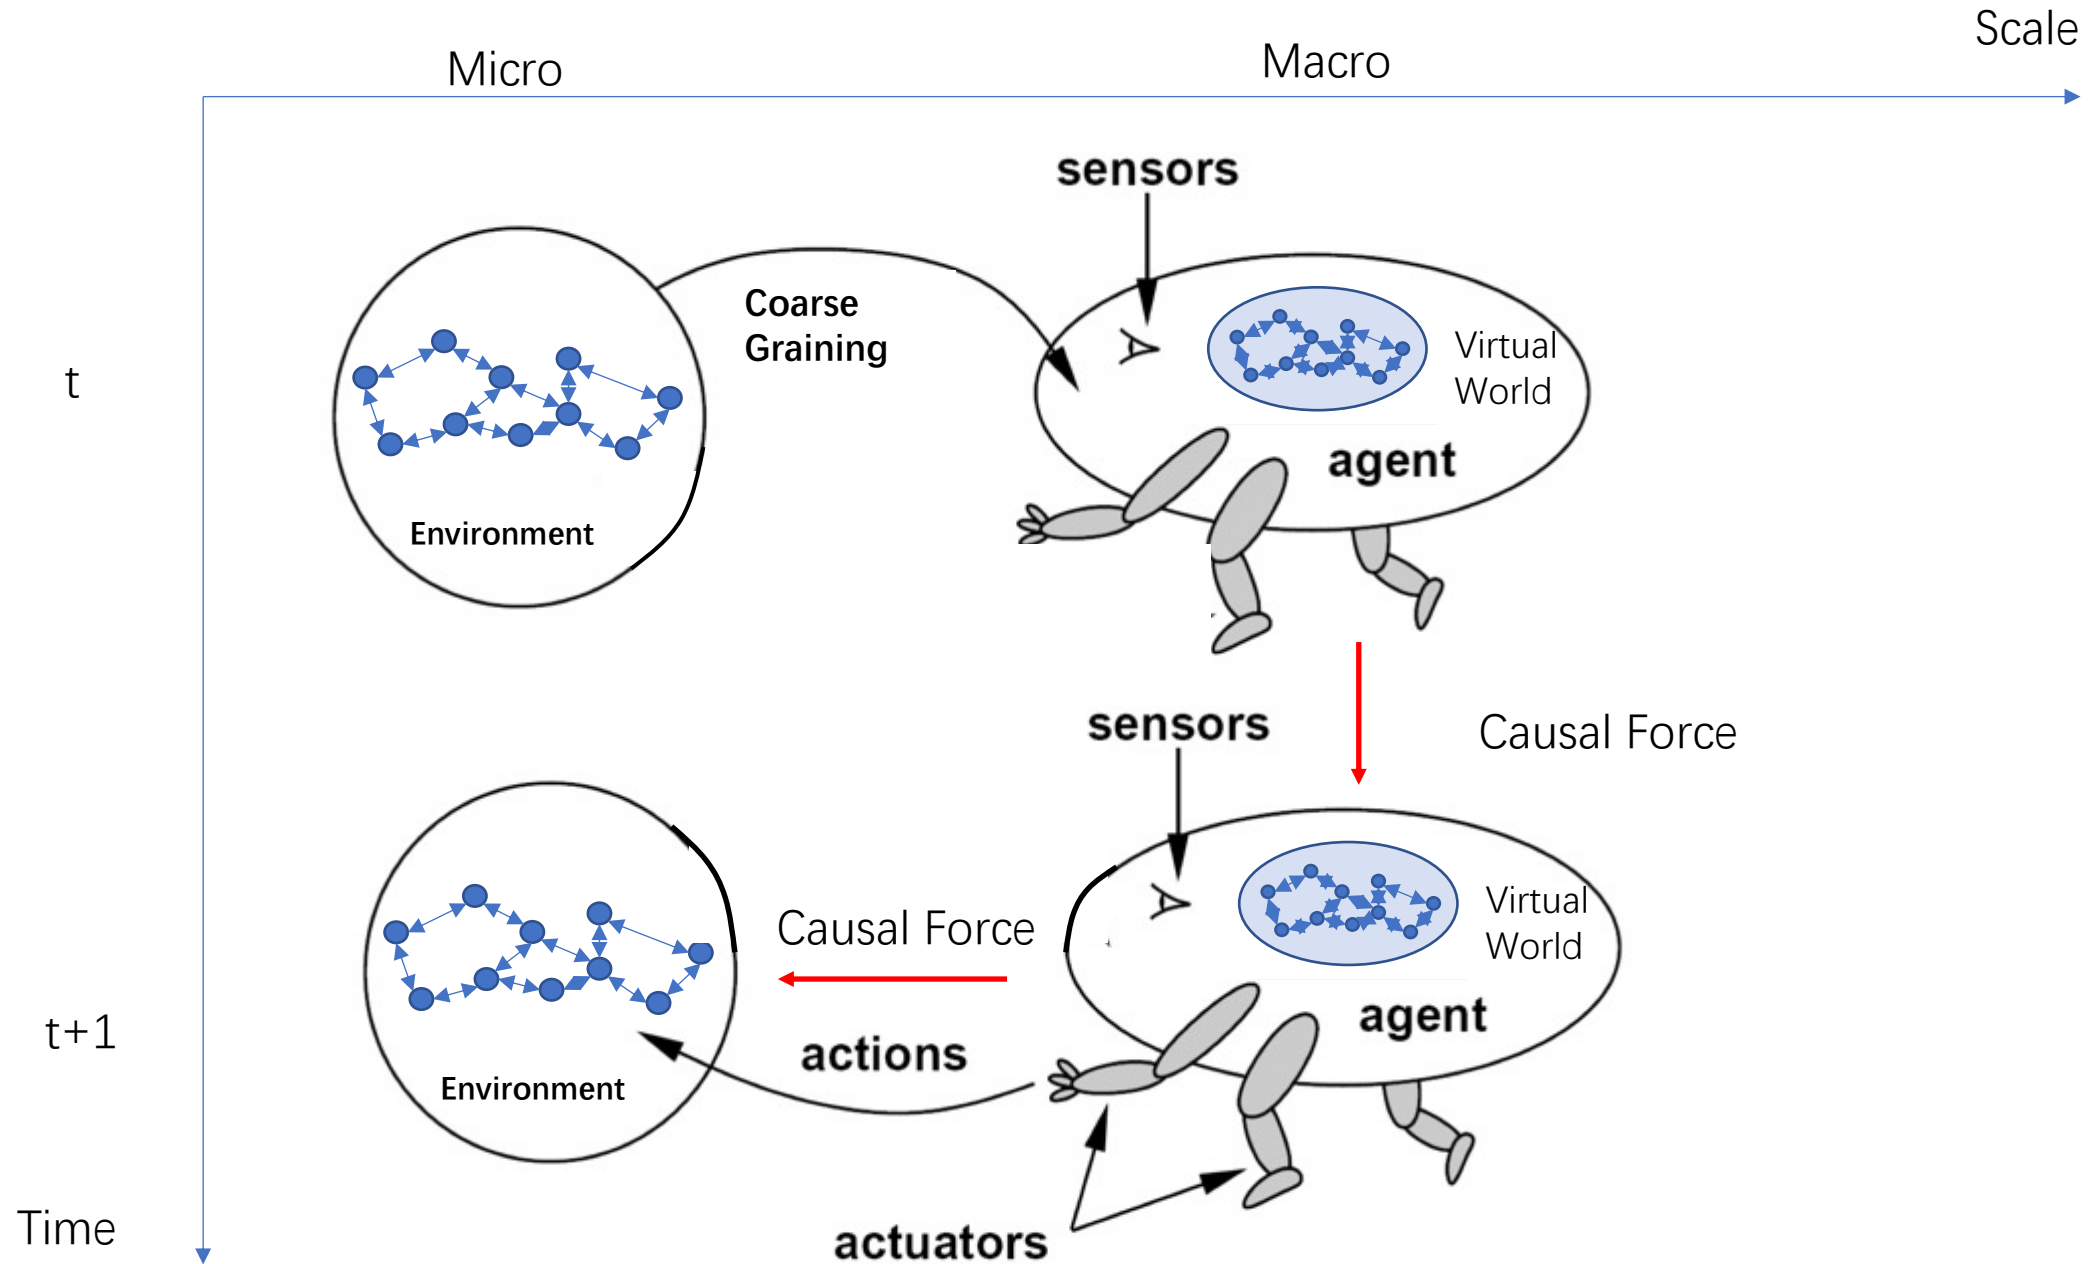 Scale
Micro
Macro
sensors
Coarse
Graining
Virtual
World
t
agent
Environment
sensors
Causal Force
Virtual
World
Causal Force
agent
t+1
actions
Environment
Time
actuators